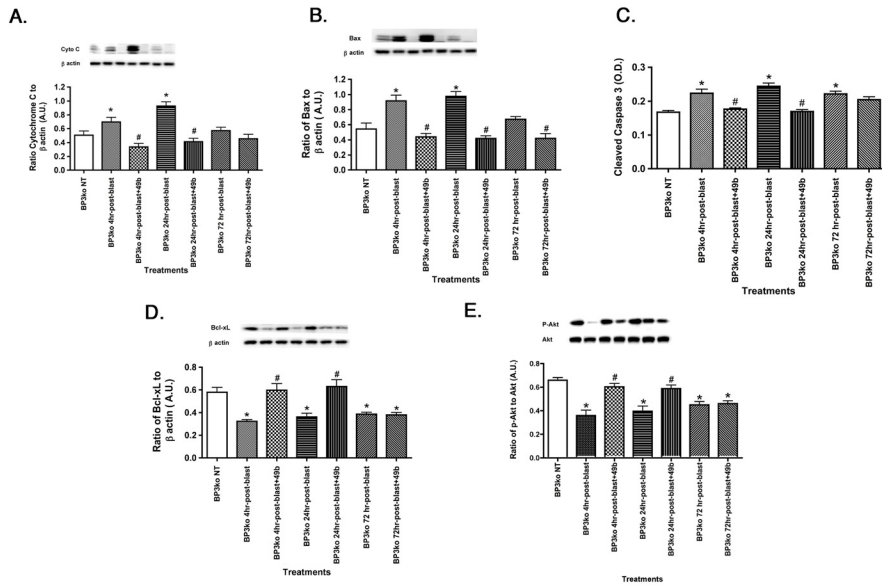 A.
Cyto C
β actin
Ratio Cytochrome C to
β actin (A.U.)
1.2
1.0
0.8
0.6
0.4
0.2
0.0
*
#
*
#
BP3ko NT
BP3ko 4hr-post-blast
BP3ko 4hr-post-blast+49b
BP3ko 24hr-post-blast
BP3ko 24hr-post-blast+49b
BP3ko 72 hr-post-blast
BP3ko 72hr-post-blast+49b
Treatments
B.
Bax
β actin
Ratio of Bax to
β actin ( A.U.)
1.2
1.0
0.8
0.6
0.4
0.2
0.0
*
#
*
#
#
BP3ko NT
BP3ko 4hr-post-blast
BP3ko 4hr-post-blast+49b
BP3ko 24hr-post-blast
BP3ko 24hr-post-blast+49b
BP3ko 72 hr-post-blast
BP3ko 72hr-post-blast+49b
Treatments
C.
Cleaved Caspase 3 (O.D.)
0.3
0.2
0.1
0.0
*
#
*
#
*
BP3ko NT
BP3ko 4hr-post-blast
BP3ko 4hr-post-blast+49b
BP3ko 24hr-post-blast
BP3ko 24hr-post-blast+49b
BP3ko 72 hr-post-blast
BP3ko 72hr-post-blast+49b
Treatments
D.
Bcl-xL
β actin
Ratio of Bcl-xL to
β actin ( A.U.)
0.8
0.6
0.4
0.2
0.0
*
#
*
#
*
*
BP3ko NT
BP3ko 4hr-post-blast
BP3ko 4hr-post-blast+49b
BP3ko 24hr-post-blast
BP3ko 24hr-post-blast+49b
BP3ko 72 hr-post-blast
BP3ko 72hr-post-blast+49b
Treatments
E.
P-Akt
Akt
Ratio of p-Akt to Akt (A.U.)
0.8
0.6
0.4
0.2
0.0
*
#
*
#
*
*
BP3ko NT
BP3ko 4hr-post-blast
BP3ko 4hr-post-blast+49b
BP3ko 24hr-post-blast
BP3ko 24hr-post-blast+49b
BP3ko 72 hr-post-blast
BP3ko 72hr-post-blast+49b
Treatments